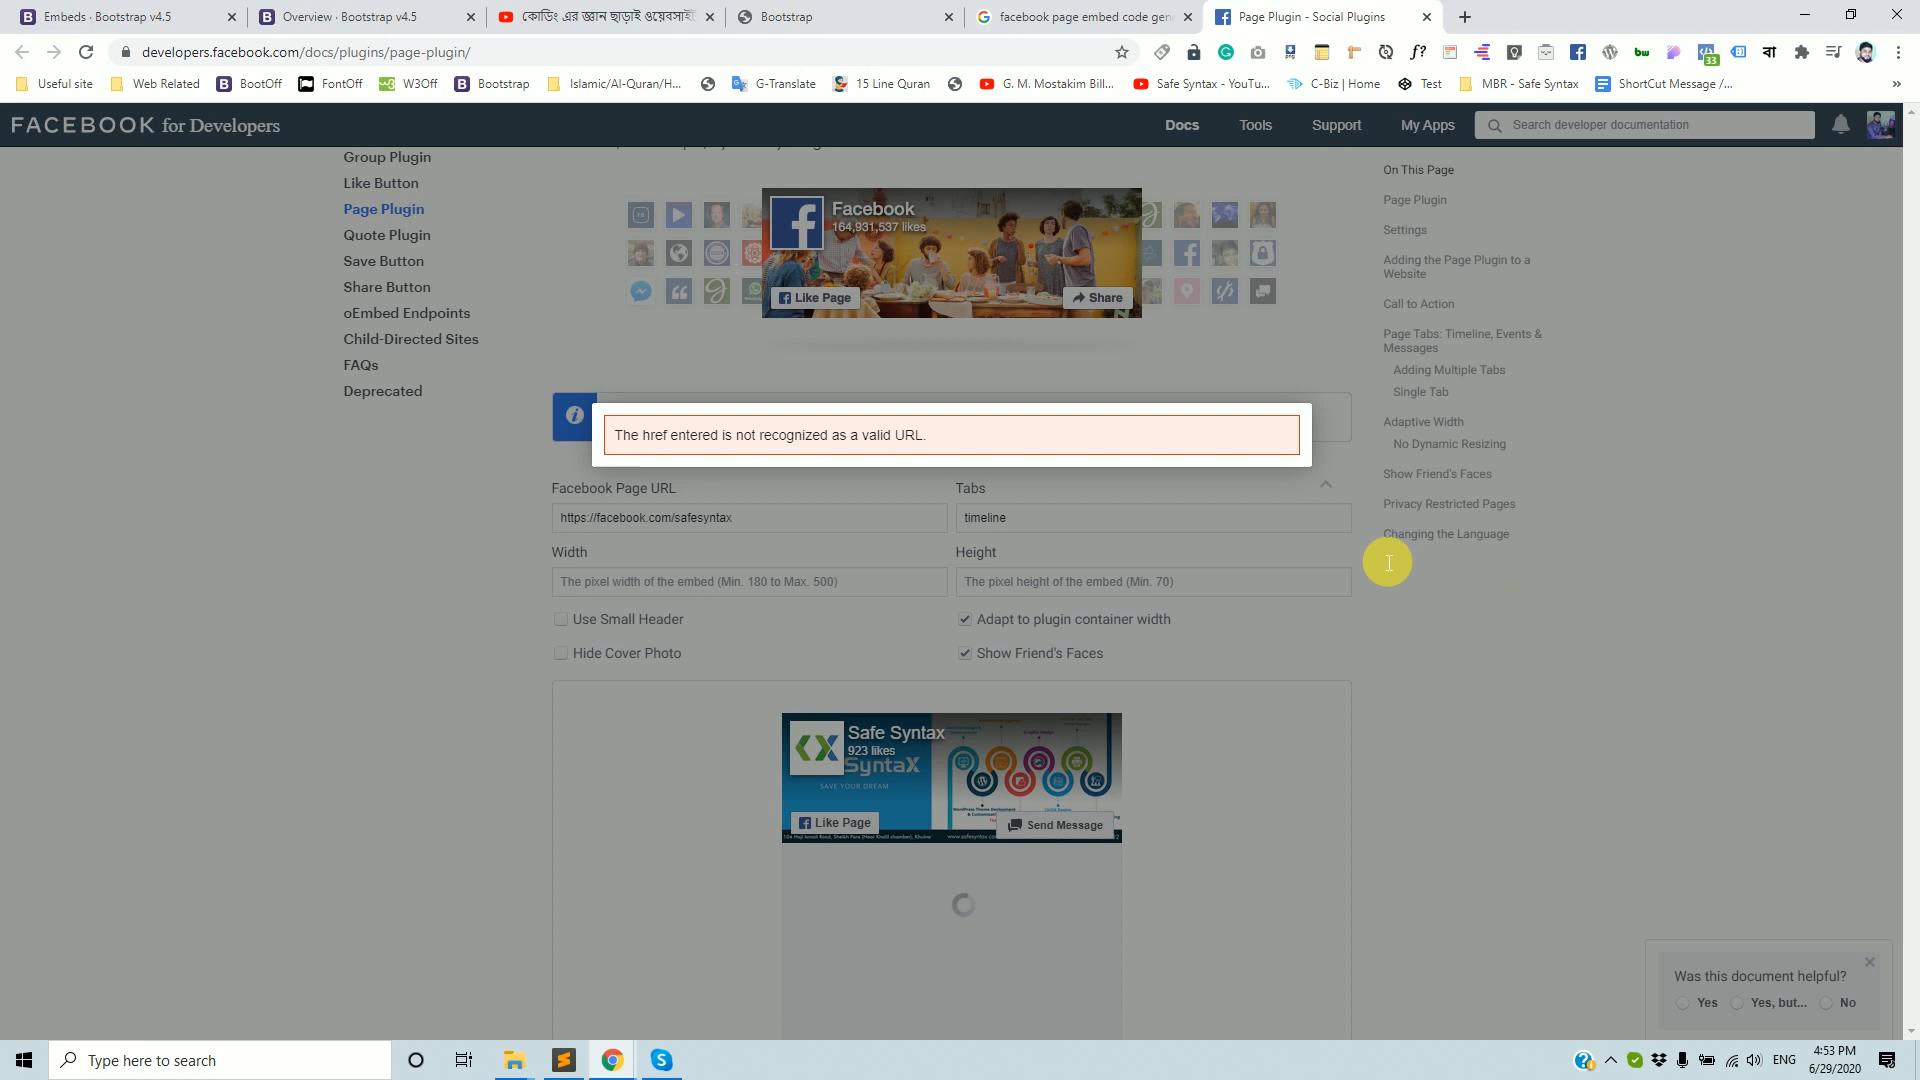 Embeds · Bootstrap v4.5
Overview · Bootstrap v4.5
কোডিং এর জ্ঞান ছাড়াই ওয়েবসাইট
Bootstrap
facebook page embed code gen
Page Plugin - Social Plugins
developers.facebook.com/docs/plugins/page-plugin/
f?
bw
33
বা
Useful site
Web Related
BootOff
FontOff
W3Off
Bootstrap
Islamic/Al-Quran/H...
G-Translate
15 Line Quran
G. M. Mostakim Bill...
Safe Syntax - YouTu...
C-Biz | Home
Test
MBR - Safe Syntax
ShortCut Message /...
»
FACEBOOK for Developers
Docs
Tools
Support
My Apps
Search developer documentation
Group Plugin
Like Button
Page Plugin
Quote Plugin
Save Button
Share Button
oEmbed Endpoints
Child-Directed Sites
FAQs
Deprecated
Facebook
164,931,537 likes
Like Page
Share
On This Page
Page Plugin
Settings
Adding the Page Plugin to a
Website
Call to Action
Page Tabs: Timeline, Events &
Messages
Adding Multiple Tabs
Single Tab
Adaptive Width
No Dynamic Resizing
Show Friend's Faces
Privacy Restricted Pages
Changing the Language
The href entered is not recognized as a valid URL.
Facebook Page URL
Tabs
https://facebook.com/safesyntax
timeline
Width
Height
The pixel width of the embed (Min. 180 to Max. 500)
The pixel height of the embed (Min. 70)
Use Small Header
Adapt to plugin container width
Hide Cover Photo
Show Friend's Faces
Safe Syntax
923 likes
SyntaX
SAVE YOUR DREAM
Like Page
Send Message
Was this document helpful?
Yes
Yes, but...
No
Type here to search
ENG
4:53 PM
6/29/2020